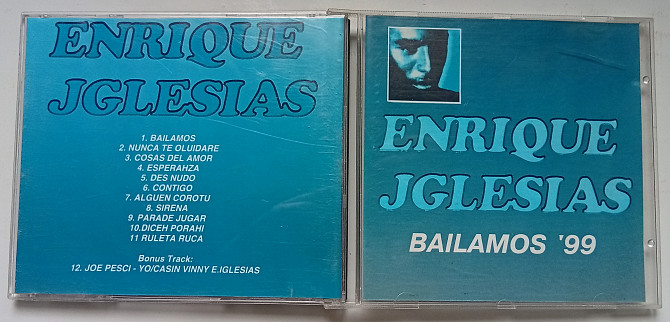 ENRIQUE
JGLESIAS
1. BAILAMOS
2. NUNCA TE OLUIDARE
3. COSAS DEL AMOR
4. ESPERAHZA
5. DES NUDO
6. CONTIGO
7. ALGUEN COROTU
8. SIRENA
9. PARADE JUGAR
10.DICEH PORAHI
11 RULETA RUCA
Bonus Track:
12. JOE PESCI - YO/CASIN VINNY E.IGLESIAS
ENRIQUE
JGLESIAS
BAILAMOS '99